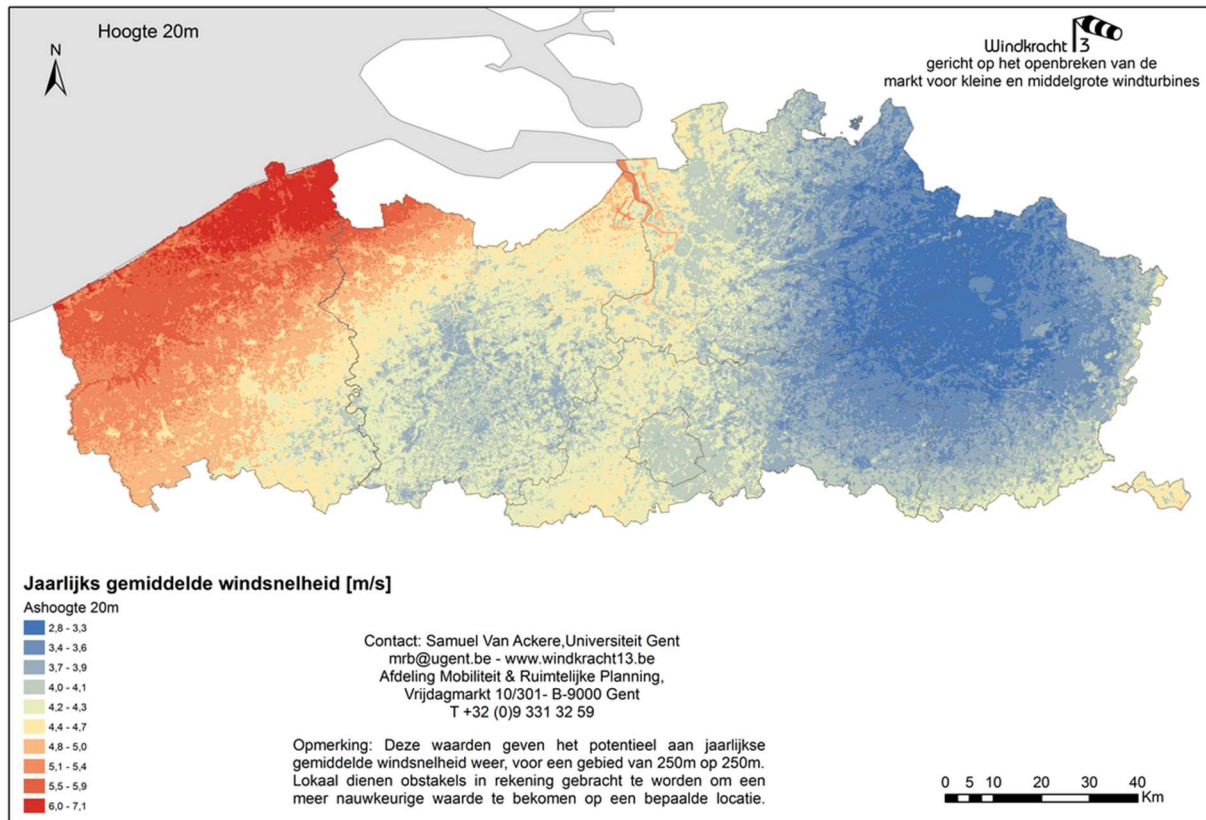 Hoogte 20m
N
Windkracht 13
gericht op het openbreken van de
markt voor kleine en middelgrote windturbines
Jaarlijks gemiddelde windsnelheid [m/s]
Ashoogte 20m
2,8 - 3,3
3,4 - 3,6
3,7 - 3,9
4,0 - 4,1
4,2 - 4,3
4,4 - 4,7
4,8 - 5,0
5,1 - 5,4
5,5 - 5,9
6,0 - 7,1
Contact: Samuel Van Ackere,Universiteit Gent
mrb@ugent.be - www.windkracht13.be
Afdeling Mobiliteit & Ruimtelijke Planning,
Vrijdagmarkt 10/301- B-9000 Gent
T +32 (0)9 331 32 59
Opmerking: Deze waarden geven het potentieel aan jaarlijkse
gemiddelde windsnelheid weer, voor een gebied van 250m op 250m.
Lokaal dienen obstakels in rekening gebracht te worden om een
meer nauwkeurige waarde te bekomen op een bepaalde locatie.
0 5 10 20 30 40
Km